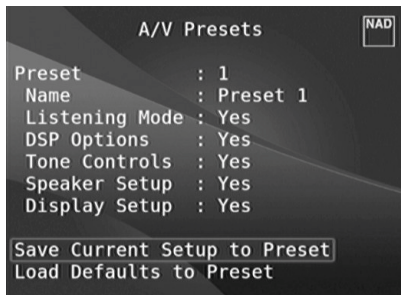 A/V Presets
NAD
Preset : 1
Name : Preset 1
Listening Mode : Yes
DSP Options : Yes
Tone Controls : Yes
Speaker Setup : Yes
Display Setup : Yes
Save Current Setup to Preset
Load Defaults to Preset